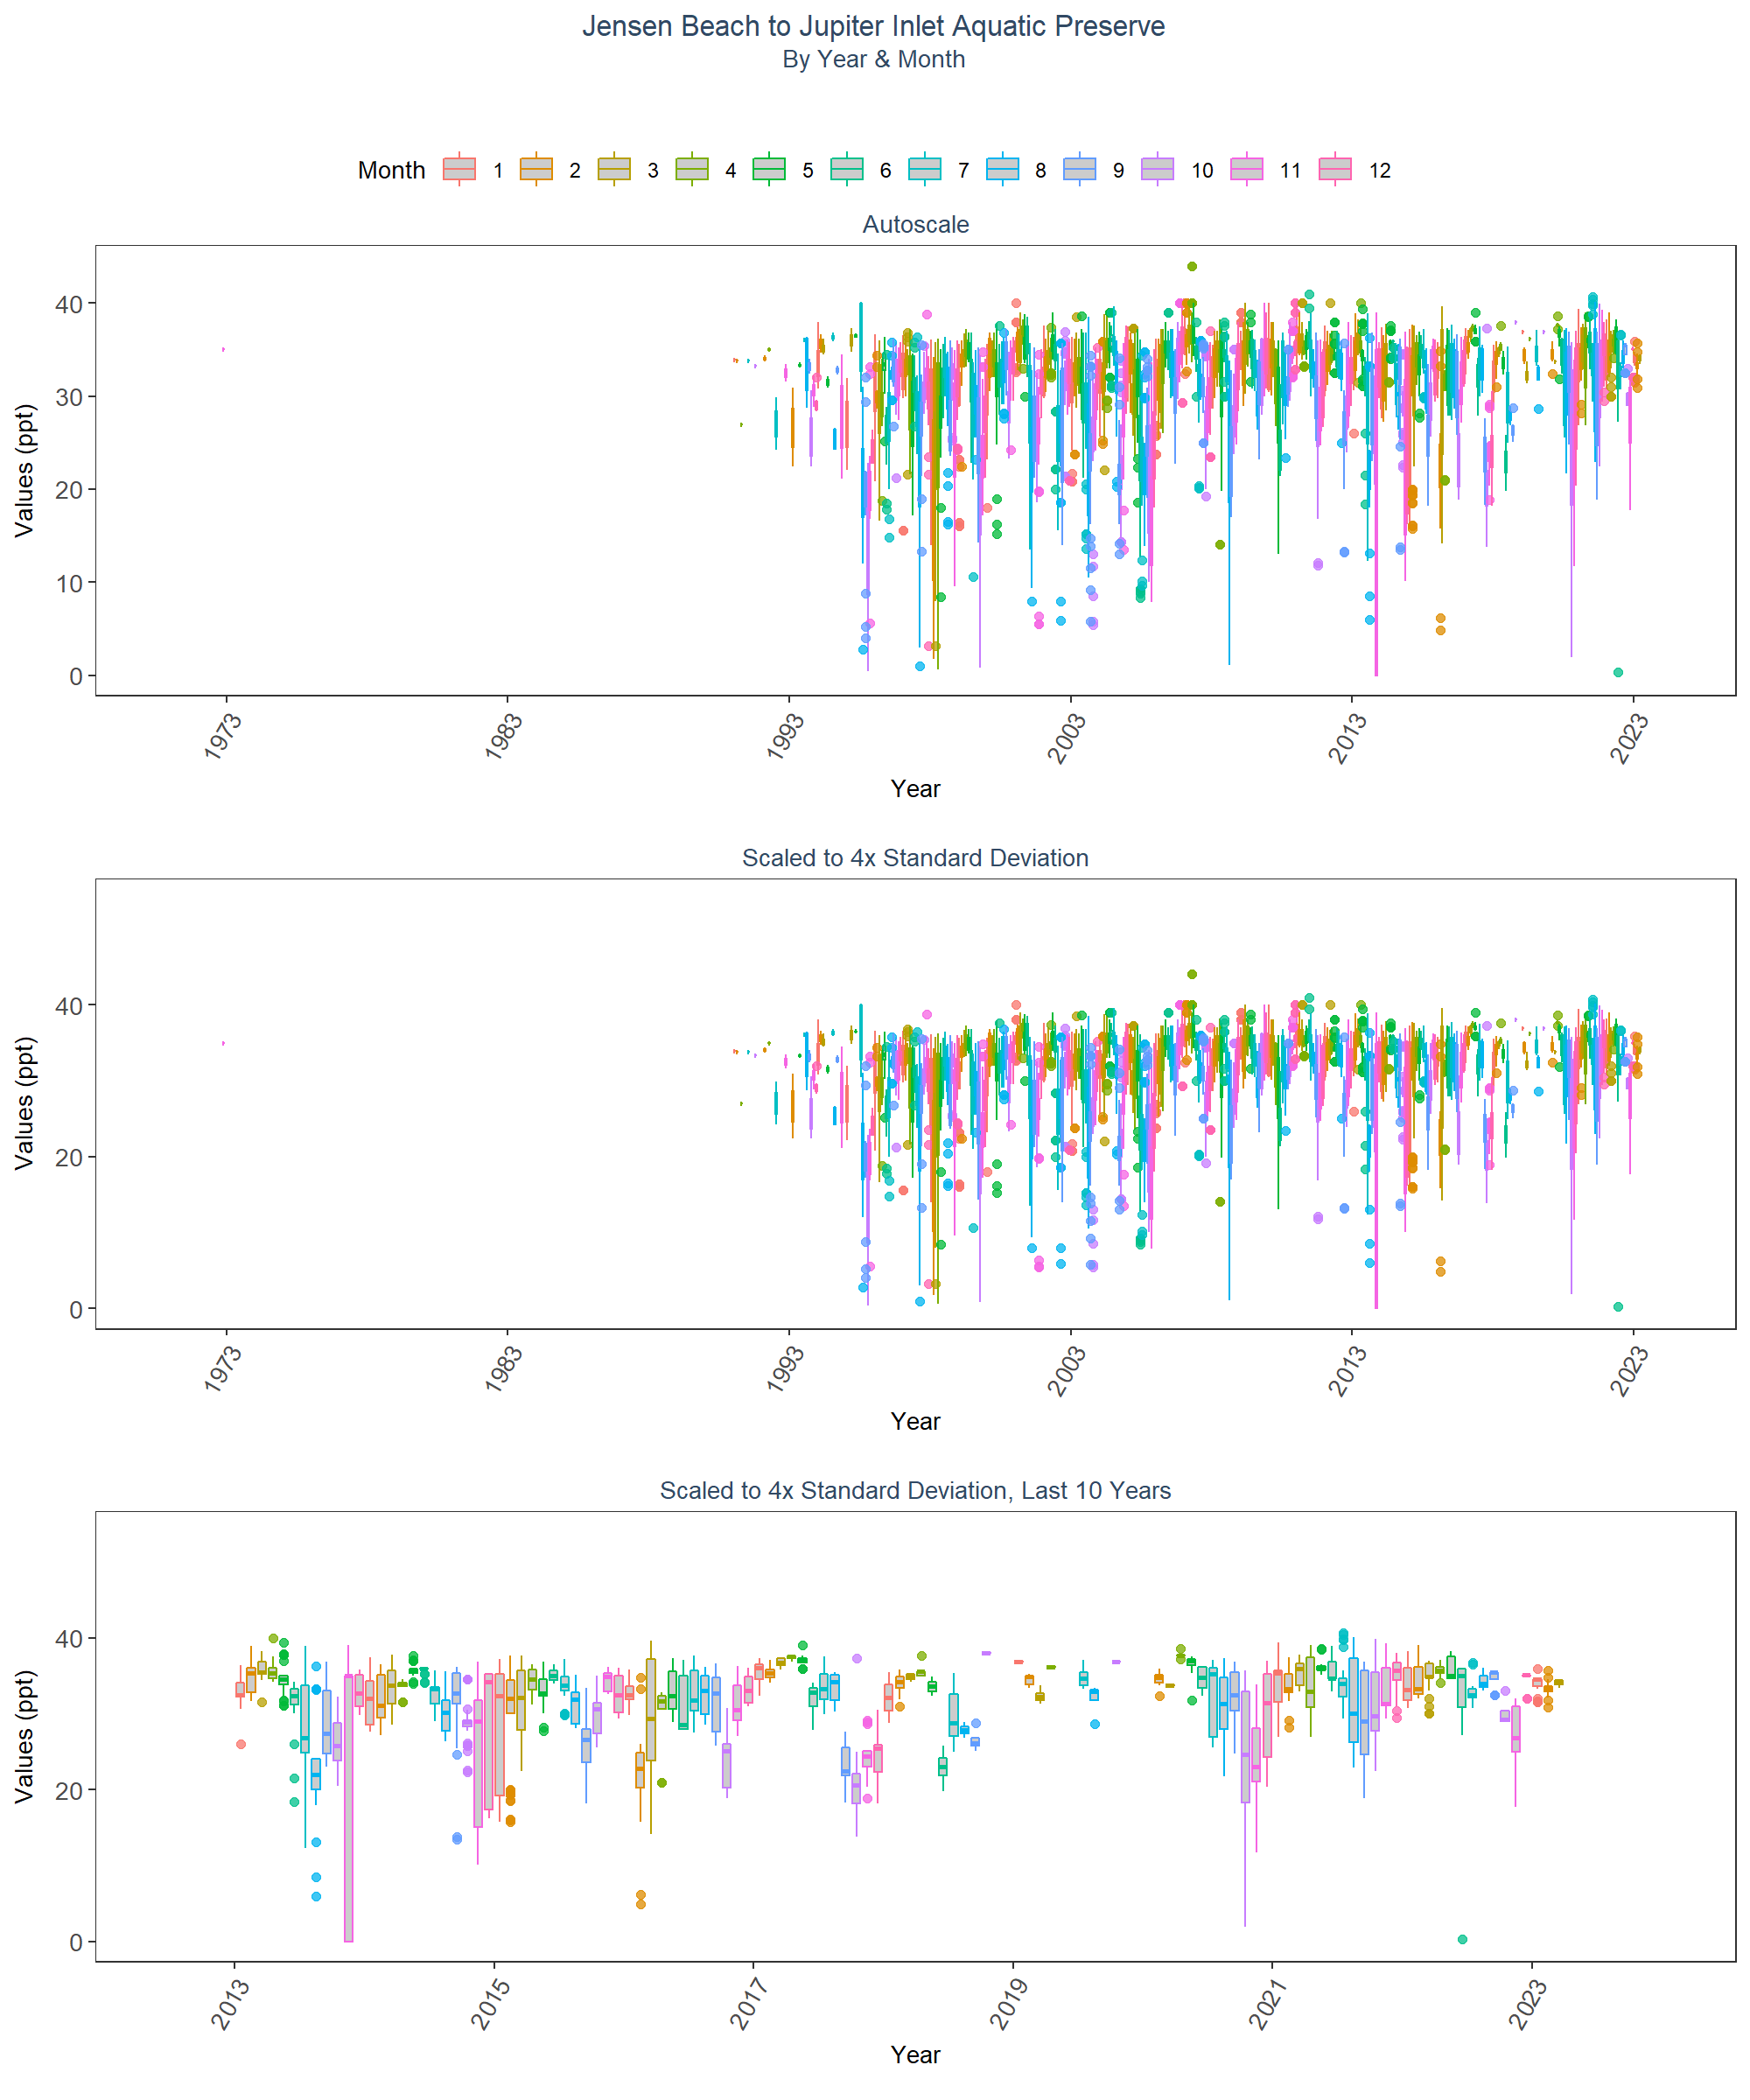 Jensen Beach to Jupiter Inlet Aquatic Preserve
By Year & Month
Month 1 2 3 4 5 6 7 8 9 10 11 12
Autoscale
Values (ppt)
40
30
20
10
0
1973 1983 1993 2003 2013 2023
Year
Scaled to 4x Standard Deviation
Values (ppt)
40
20
0
1973 1983 1993 2003 2013 2023
Year
Scaled to 4x Standard Deviation, Last 10 Years
Values (ppt)
40
20
0
2013 2015 2017 2019 2021 2023
Year